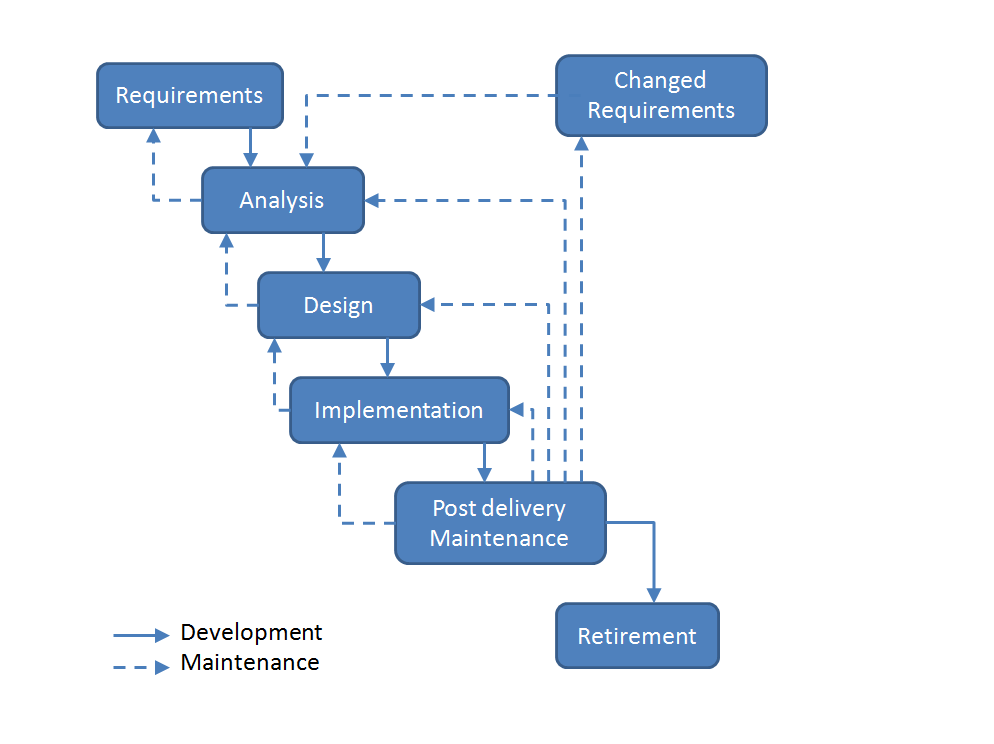 Requirements
Changed
Requirements
Analysis
Design
Implementation
Post delivery
Maintenance
Retirement
Development
Maintenance